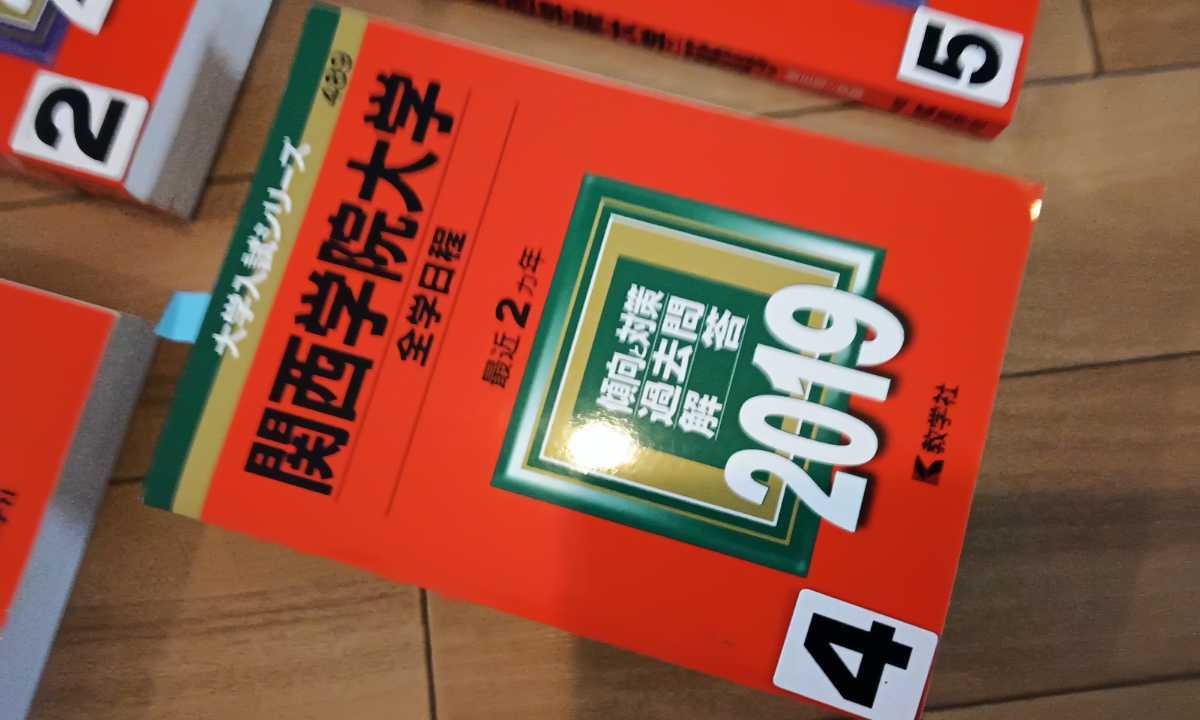 大学入試シリーズ
489
関西学院大学
全学日程
最近2カ年
傾向と対策
過去問
解答
2019
教学社
4
5
2